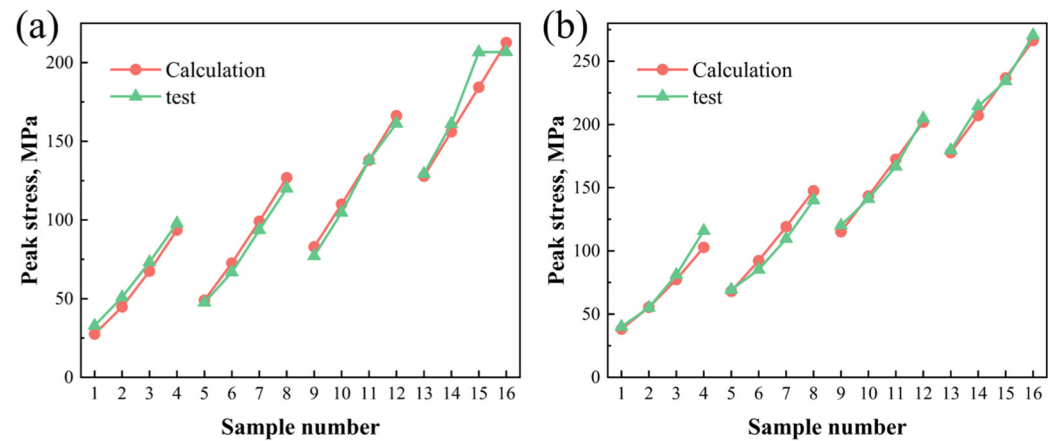 (a)
Calculation
test
Peak stress, MPa
200
150
100
50
0
1 2 3 4 5 6 7 8 9 10 11 12 13 14 15 16
Sample number
(b)
Calculation
test
Peak stress, MPa
250
200
150
100
50
0
1 2 3 4 5 6 7 8 9 10 11 12 13 14 15 16
Sample number